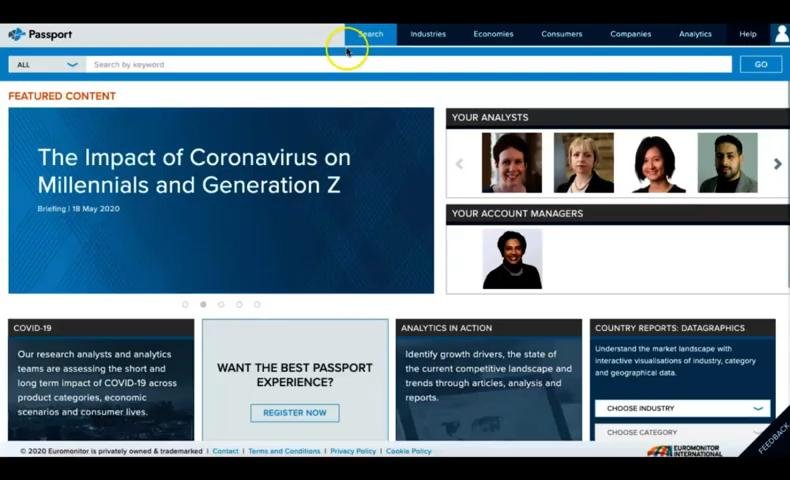 Passport
Search
Industries
Economies
Consumers
Companies
Analytics
Help
ALL
Search by keyword
GO
FEATURED CONTENT
The Impact of Coronavirus on
Millennials and Generation Z
Briefing | 18 May 2020
YOUR ANALYSTS
YOUR ACCOUNT MANAGERS
COVID-19
Our research analysts and analytics
teams are assessing the short and
long term impact of COVID-19 across
product categories, economic
scenarios and consumer lives.
WANT THE BEST PASSPORT
EXPERIENCE?
REGISTER NOW
ANALYTICS IN ACTION
Identify growth drivers, the state of
the current competitive landscape and
trends through articles, analysis and
reports.
COUNTRY REPORTS: DATAGRAPHICS
Understand the market landscape with
interactive visualisations of industry, category
and geographical data.
CHOOSE INDUSTRY
CHOOSE CATEGORY
FEEDBACK
© 2020 Euromonitor is privately owned & trademarked | Contact | Terms and Conditions | Privacy Policy | Cookie Policy
EUROMONITOR
INTERNATIONAL